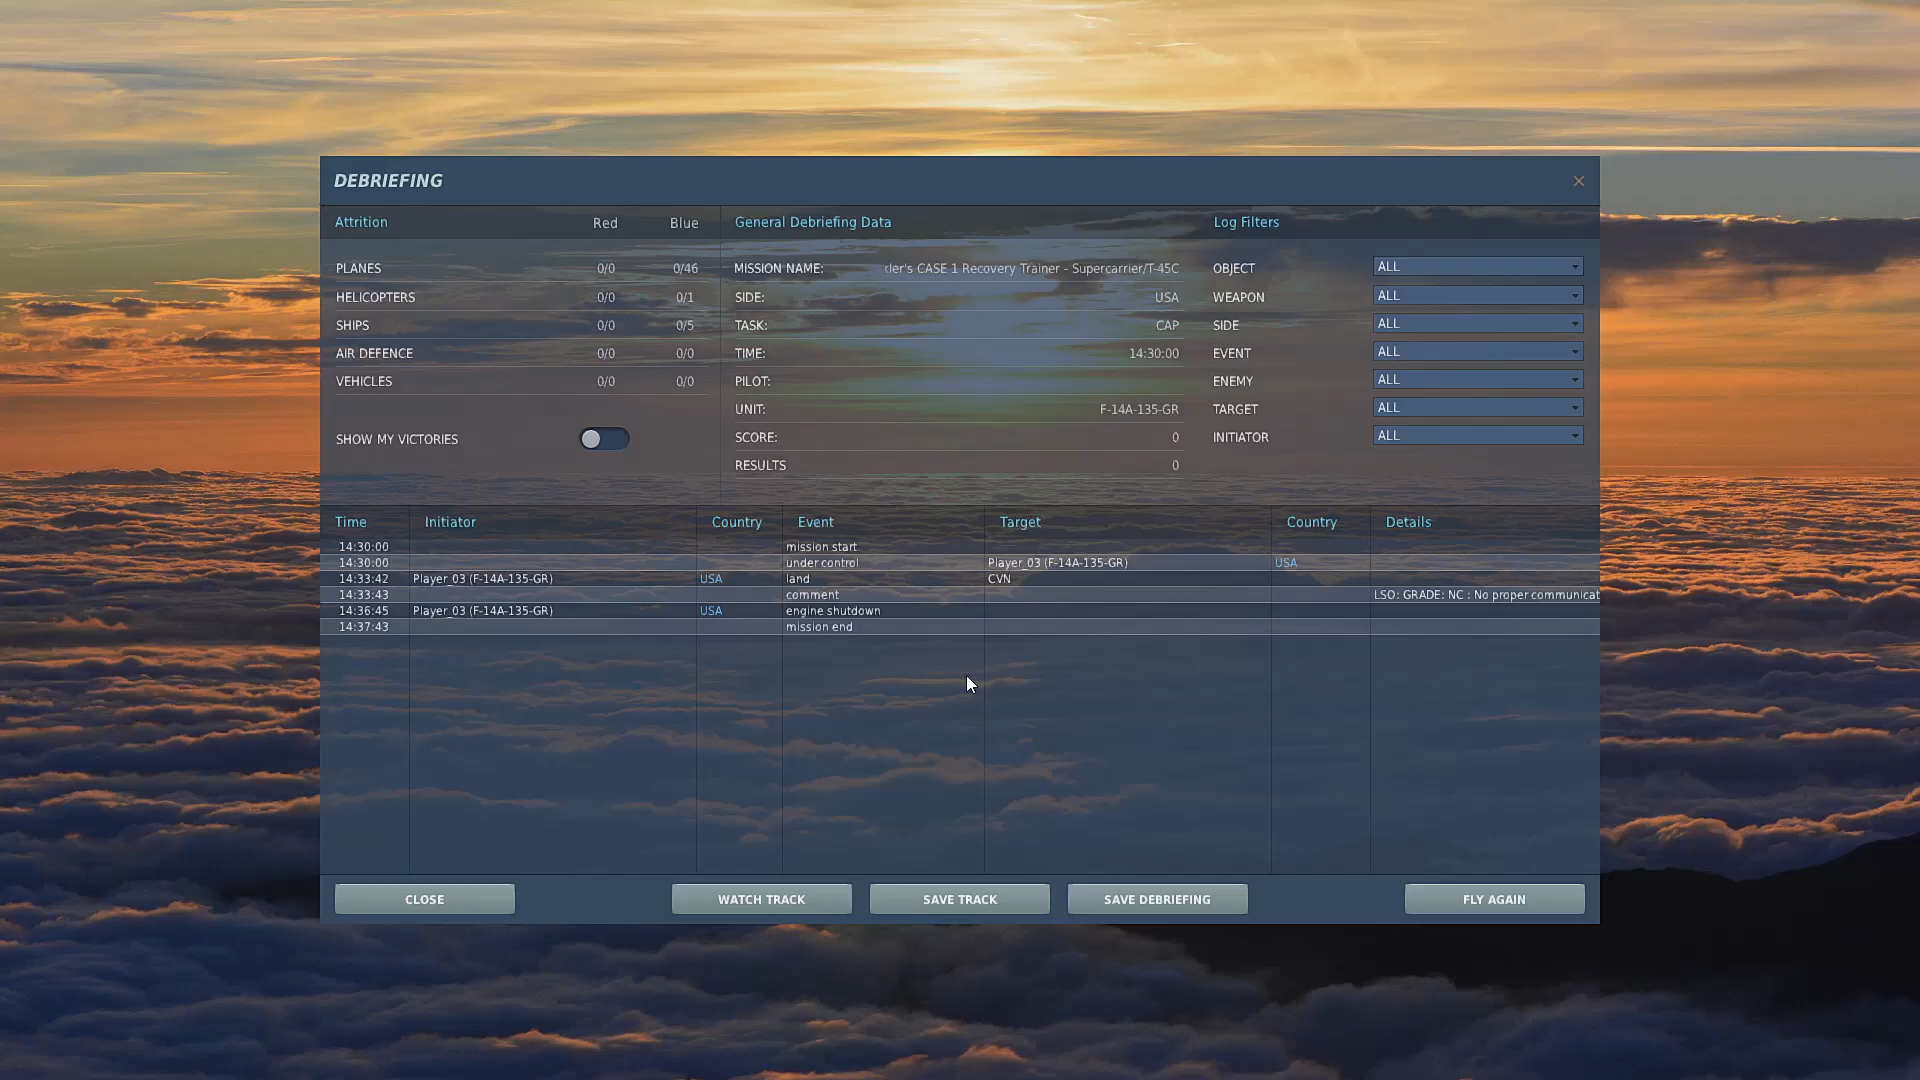 DEBRIEFING
Attrition Red Blue
PLANES 0/0 0/46
HELICOPTERS 0/0 0/1
SHIPS 0/0 0/5
AIR DEFENCE 0/0 0/0
VEHICLES 0/0 0/0
SHOW MY VICTORIES
General Debriefing Data
MISSION NAME: ler's CASE 1 Recovery Trainer - Supercarrier/T-45C
SIDE: USA
TASK: CAP
TIME: 14:30:00
PILOT:
UNIT: F-14A-135-GR
SCORE: 0
RESULTS 0
Log Filters
OBJECT ALL
WEAPON ALL
SIDE ALL
EVENT ALL
ENEMY ALL
TARGET ALL
INITIATOR ALL
Time Initiator Country Event Target Country Details
14:30:00 mission start
14:30:00 under control Player_03 (F-14A-135-GR) USA
14:33:42 Player_03 (F-14A-135-GR) USA land CVN
14:33:43 comment LSO: GRADE: NC : No proper communicat
14:36:45 Player_03 (F-14A-135-GR) USA engine shutdown
14:37:43 mission end
CLOSE WATCH TRACK SAVE TRACK SAVE DEBRIEFING FLY AGAIN